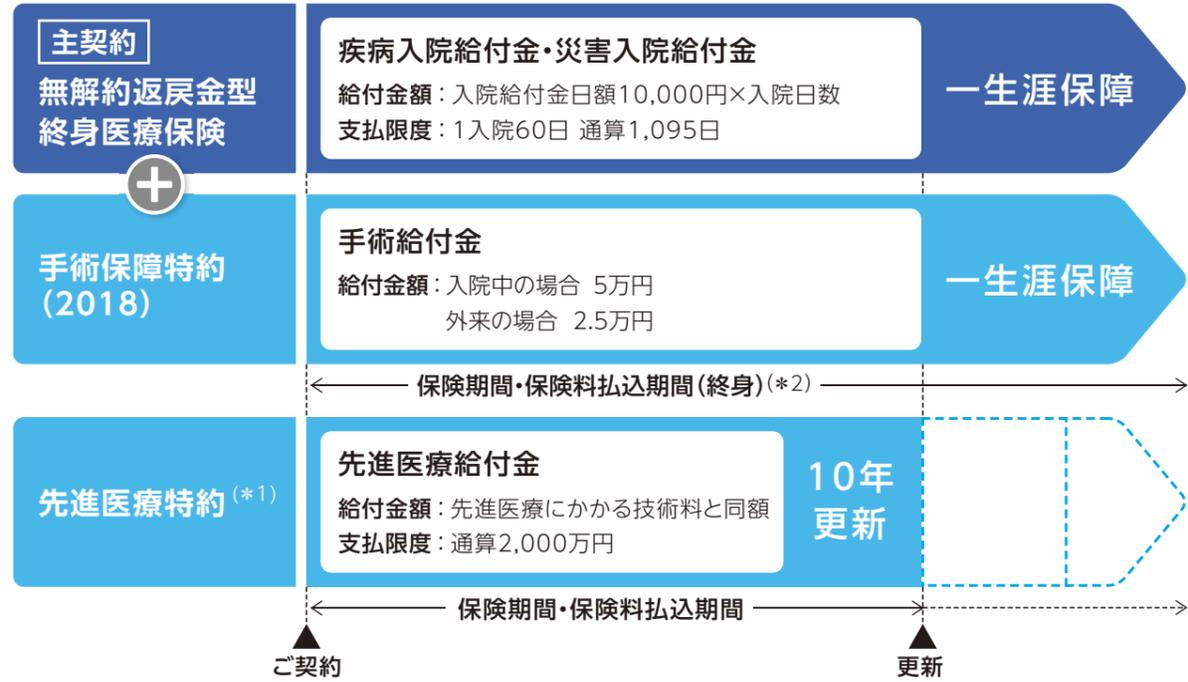 主契約
無解約返戻金型
終身医療保険
疾病入院給付金・災害入院給付金
給付金額：入院給付金日額10,000円×入院日数
支払限度：1入院60日 通算1,095日
一生涯保障
+
手術保障特約
(2018)
手術給付金
給付金額：入院中の場合 5万円
外来の場合 2.5万円
一生涯保障
保険期間・保険料払込期間(終身)(＊2)
先進医療特約(＊1)
先進医療給付金
給付金額：先進医療にかかる技術料と同額
支払限度：通算2,000万円
10年
更新
保険期間・保険料払込期間
ご契約
更新